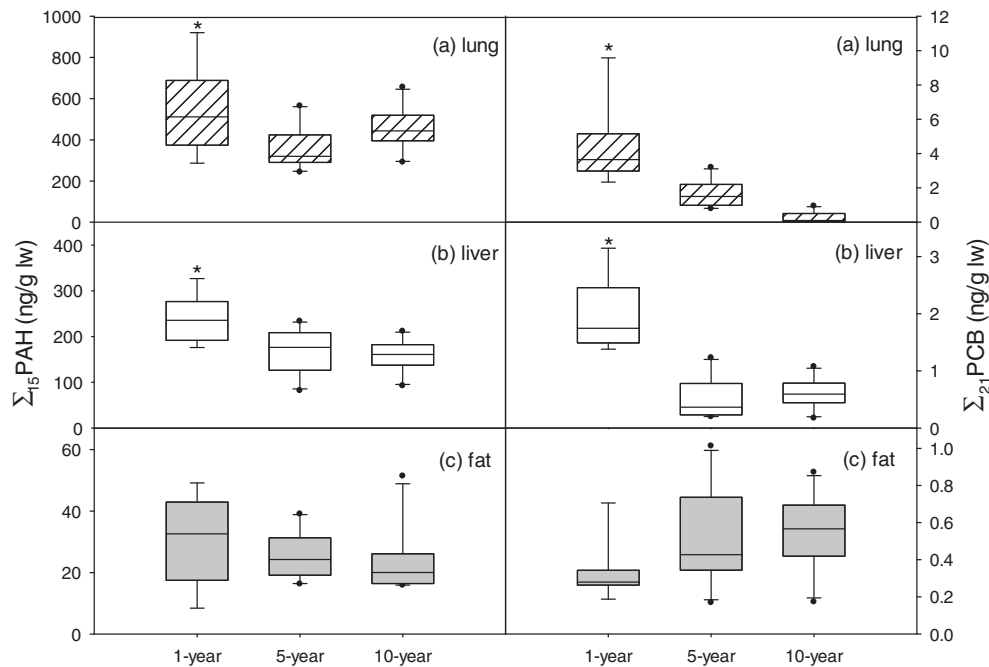 Σ15PAH (ng/g lw)
1000
800
600
400
200
0
*
(a) lung
400
300
200
100
0
*
(b) liver
60
40
20
0
(c) fat
1-year
5-year
10-year
*
(a) lung
12
10
8
6
4
2
0
*
(b) liver
3
2
1
0
(c) fat
1.0
0.8
0.6
0.4
0.2
0.0
1-year
5-year
10-year
Σ21PCB (ng/g lw)